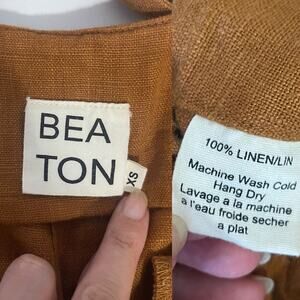 BEA
TON
XS
100% LINEN/LIN
Machine Wash Cold
Hang Dry
Lavage a la machine
a l'eau froide secher
a plat